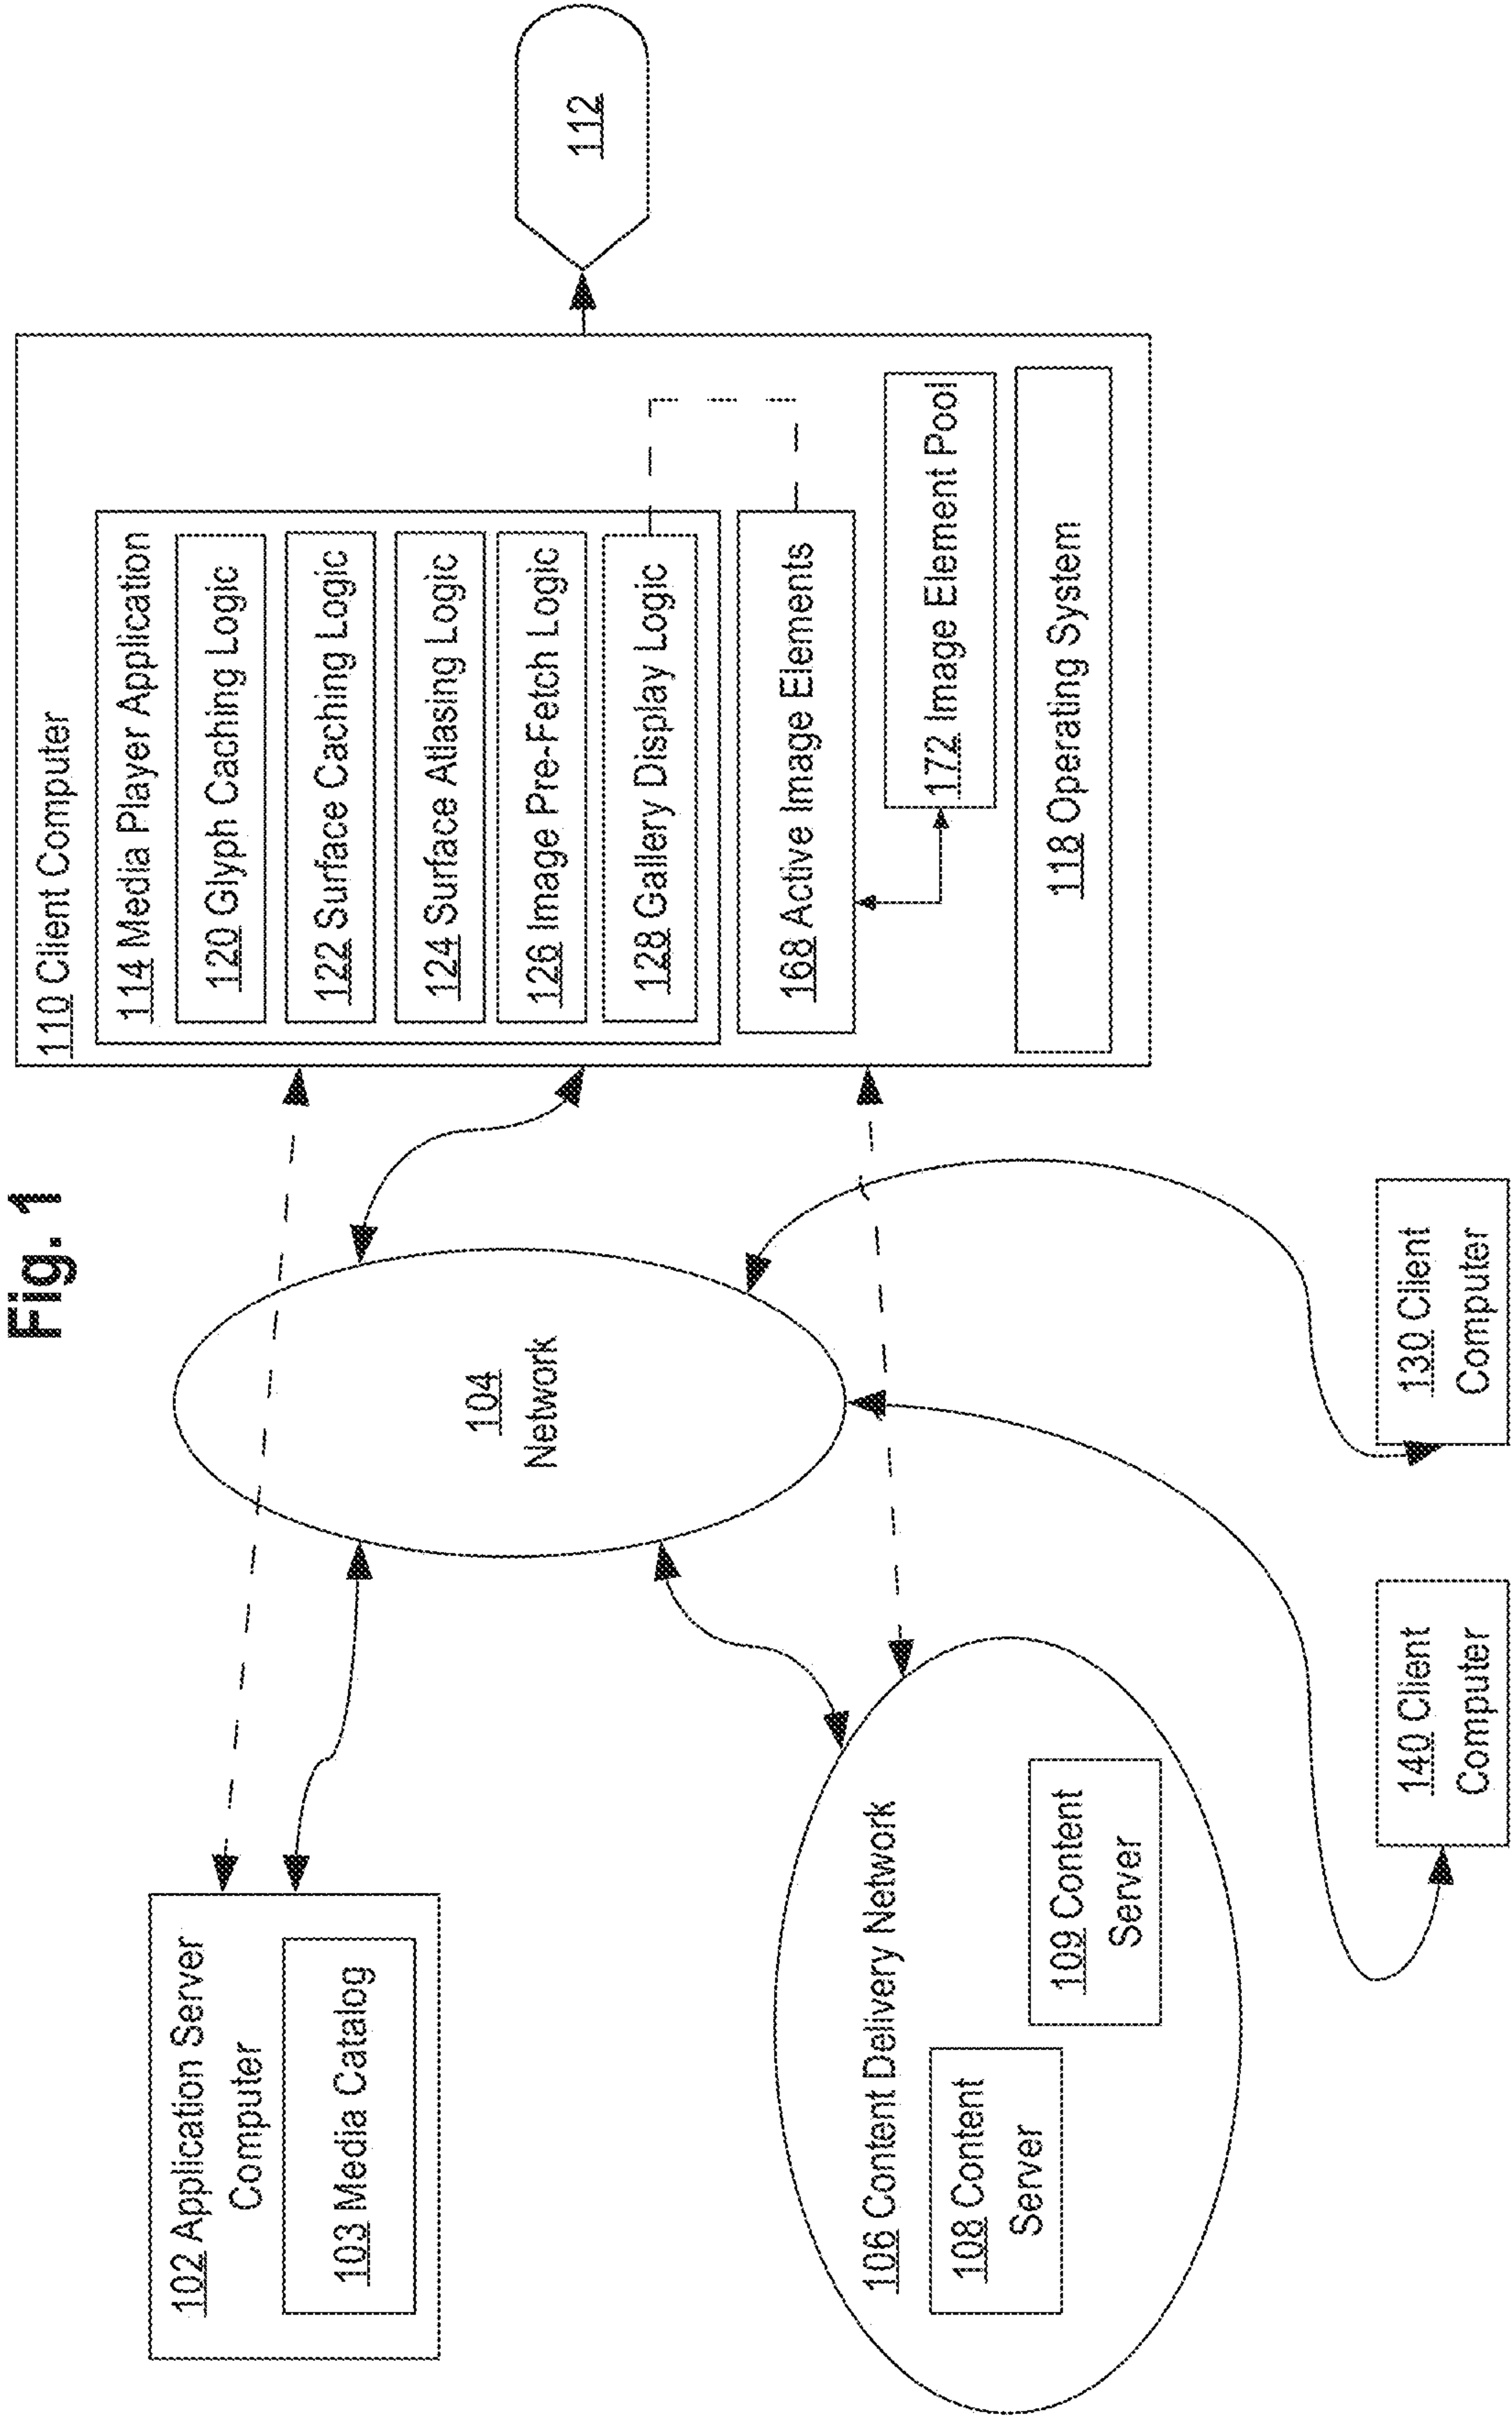 Fig. 1
102 Application Server
Computer
103 Media Catalog
104
Network
106 Content Delivery Network
108 Content
Server
109 Content
Server
110 Client Computer
114 Media Player Application
120 Glyph Caching Logic
122 Surface Caching Logic
124 Surface Atlasing Logic
126 Image Pre-Fetch Logic
128 Gallery Display Logic
168 Active Image Elements
172 Image Element Pool
118 Operating System
112
140 Client
Computer
130 Client
Computer